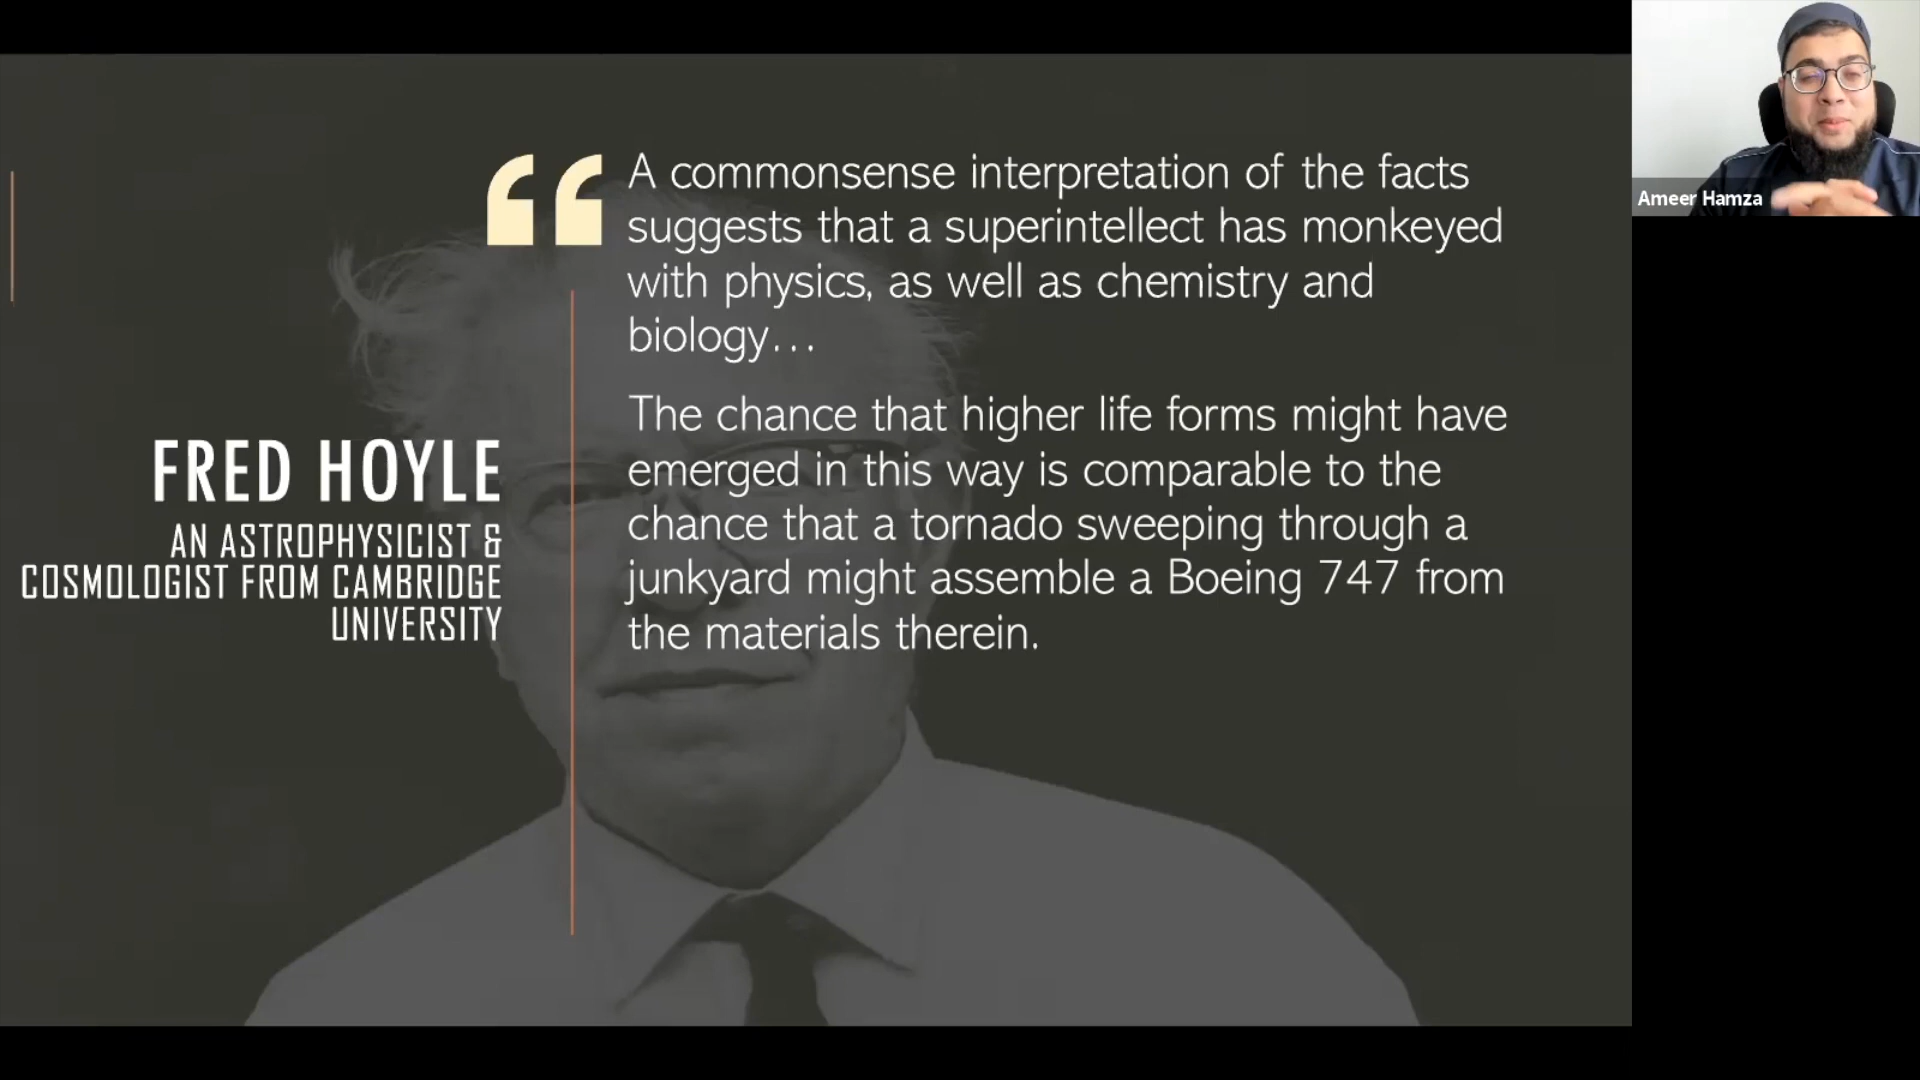 FRED HOYLE
AN ASTROPHYSICIST &
COSMOLOGIST FROM CAMBRIDGE
UNIVERSITY
“
A commonsense interpretation of the facts
suggests that a superintellect has monkeyed
with physics, as well as chemistry and
biology…
The chance that higher life forms might have
emerged in this way is comparable to the
chance that a tornado sweeping through a
junkyard might assemble a Boeing 747 from
the materials therein.
Ameer Hamza